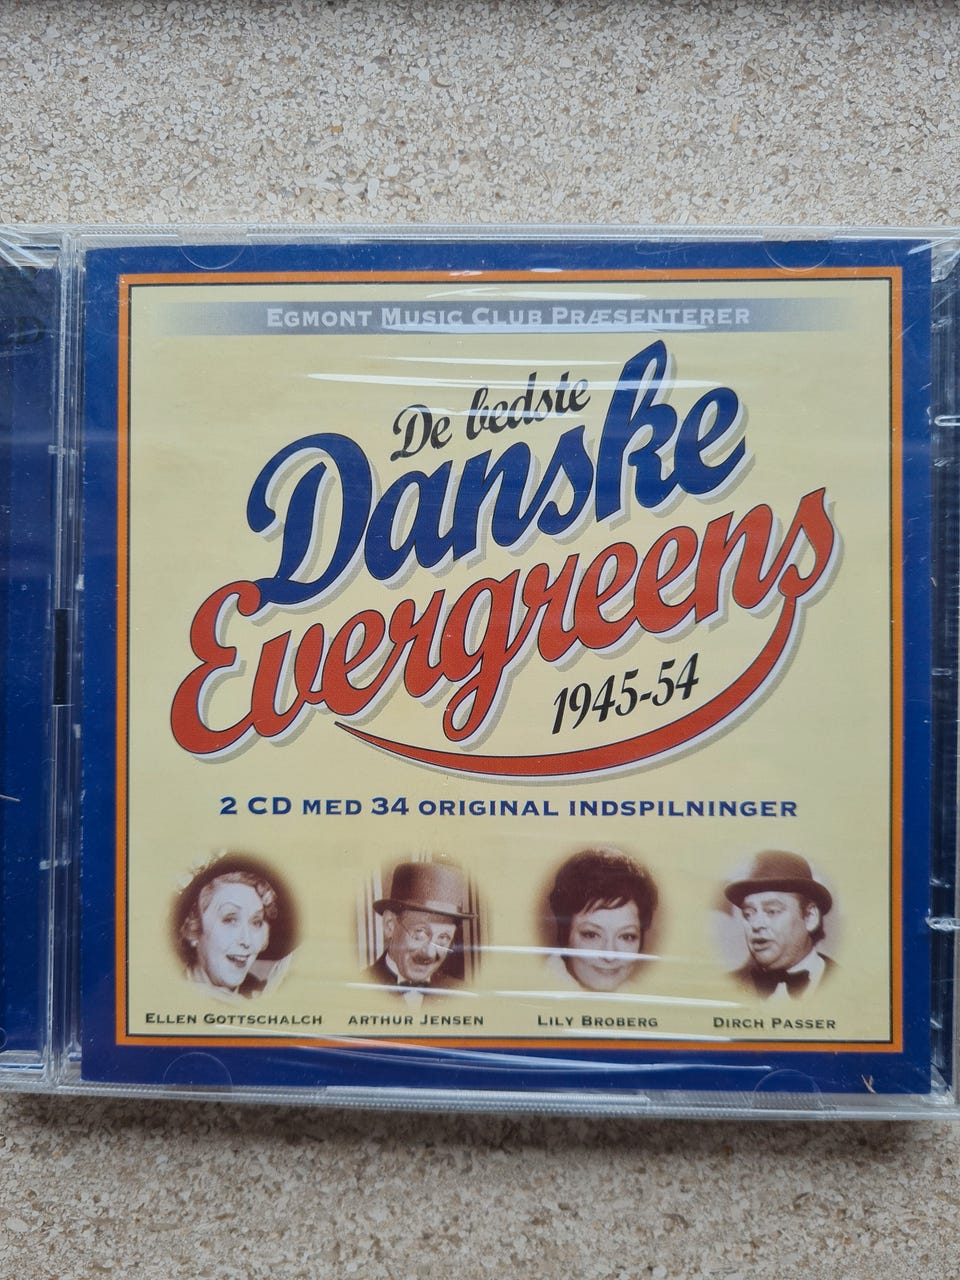 EGMONT MUSIC CLUB PRÆSENTERER
De bedste
Danske
Evergreens
1945-54
2 CD MED 34 ORIGINAL INDSPILNINGER
ELLEN GOTTSCHALCH
ARTHUR JENSEN
LILY BROBERG
DIRCH PASSER